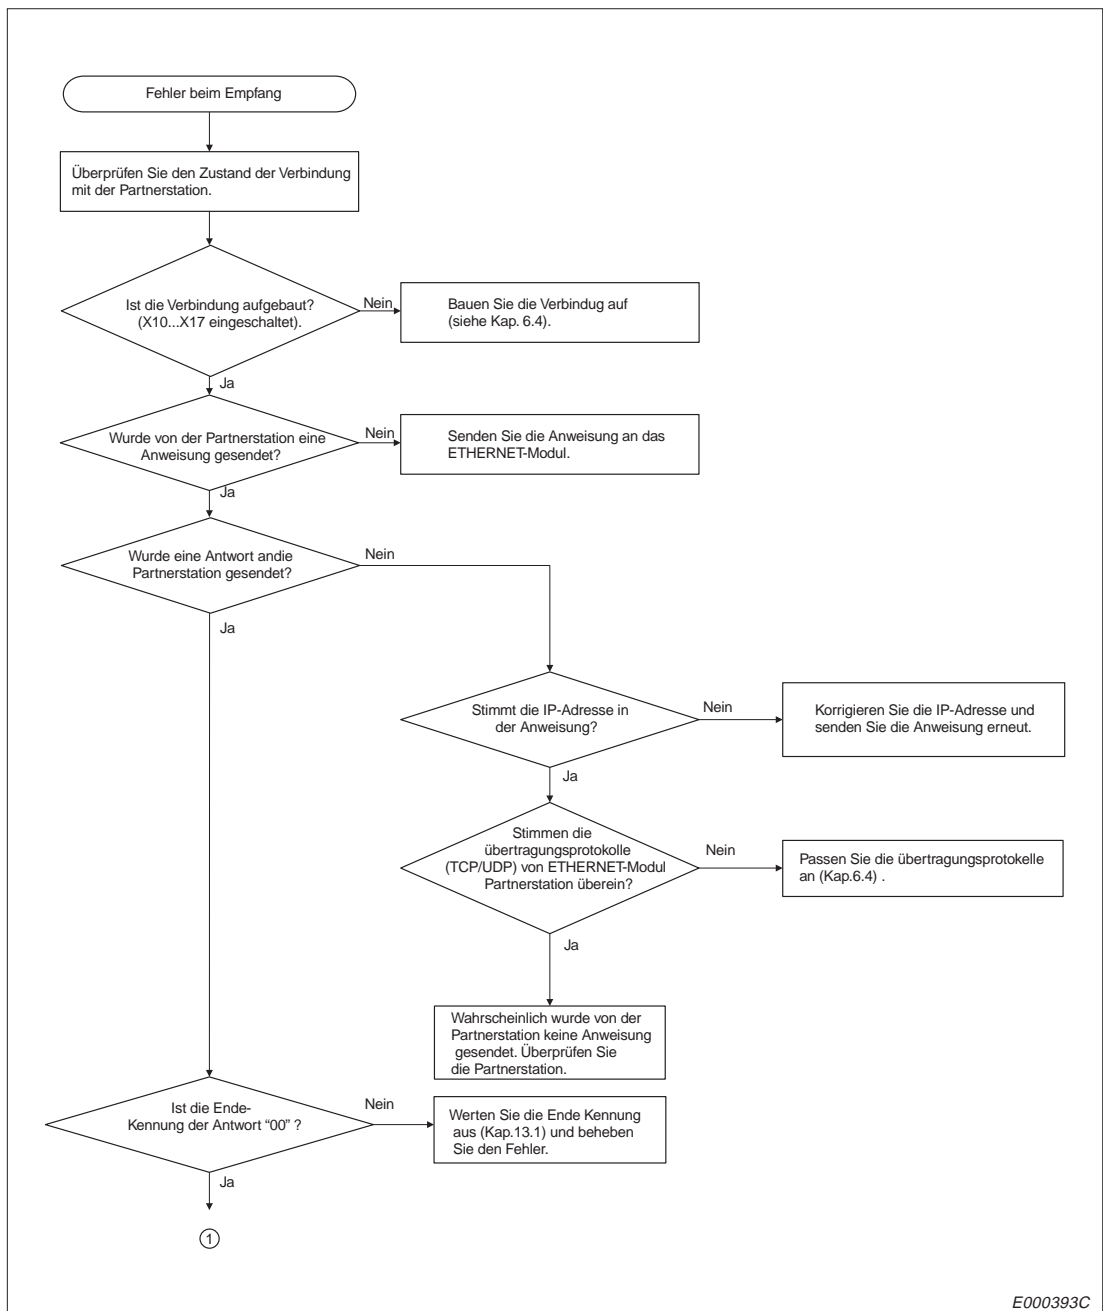 Fehler beim Empfang
Überprüfen Sie den Zustand der Verbindung
mit der Partnerstation.
Ist die Verbindung aufgebaut?
(X10...X17 eingeschaltet).
Nein
Bauen Sie die Verbindug auf
(siehe Kap. 6.4).
Ja
Wurde von der Partnerstation eine
Anweisung gesendet?
Nein
Senden Sie die Anweisung an das
ETHERNET-Modul.
Ja
Wurde eine Antwort andie
Partnerstation gesendet?
Nein
Ja
Stimmt die IP-Adresse in
der Anweisung?
Nein
Korrigieren Sie die IP-Adresse und
senden Sie die Anweisung erneut.
Ja
Stimmen die
übertragungsprotokolle
(TCP/UDP) von ETHERNET-Modul
Partnerstation überein?
Nein
Passen Sie die übertragungsprotokelle
an (Kap.6.4) .
Ja
Wahrscheinlich wurde von der
Partnerstation keine Anweisung
gesendet. Überprüfen Sie
die Partnerstation.
Ist die Ende-
Kennung der Antwort “00” ?
Nein
Werten Sie die Ende Kennung
aus (Kap.13.1) und beheben
Sie den Fehler.
Ja
1
E000393C